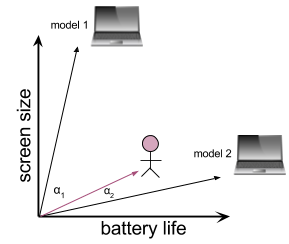 model 1
screen size
model 2
α1
α2
battery life